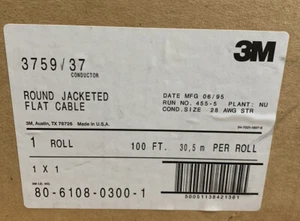 3M
3759/37
CONDUCTOR
ROUND JACKETED
FLAT CABLE
3M, Austin, TX 78726 Made in U.S.A.
DATE MFG 06/95
RUN NO. 455-5 PLANT: NU
COND.SIZE 28 AWG STR
1 ROLL 100 FT. 30,5 m PER ROLL
1 X 1
80-6108-0300-1